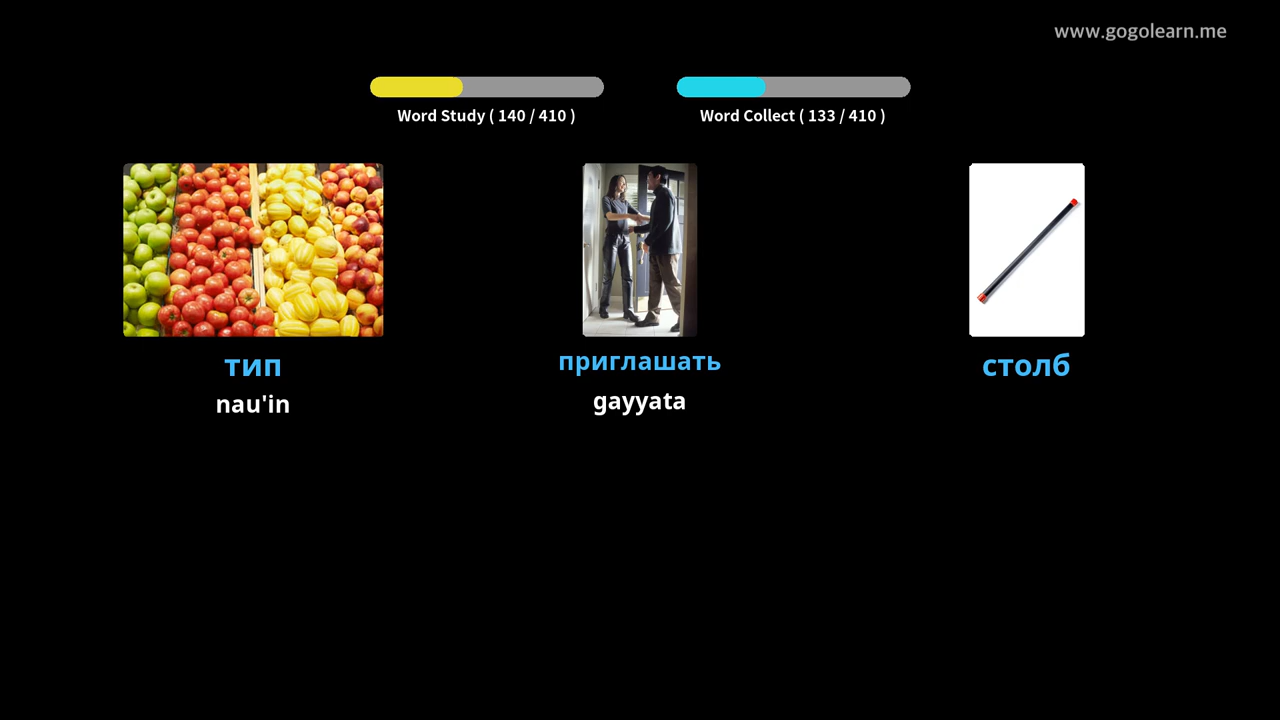 www.gogolearn.me
Word Study ( 140 / 410 )
Word Collect ( 133 / 410 )
тип
nau'in
приглашать
gayyata
столб